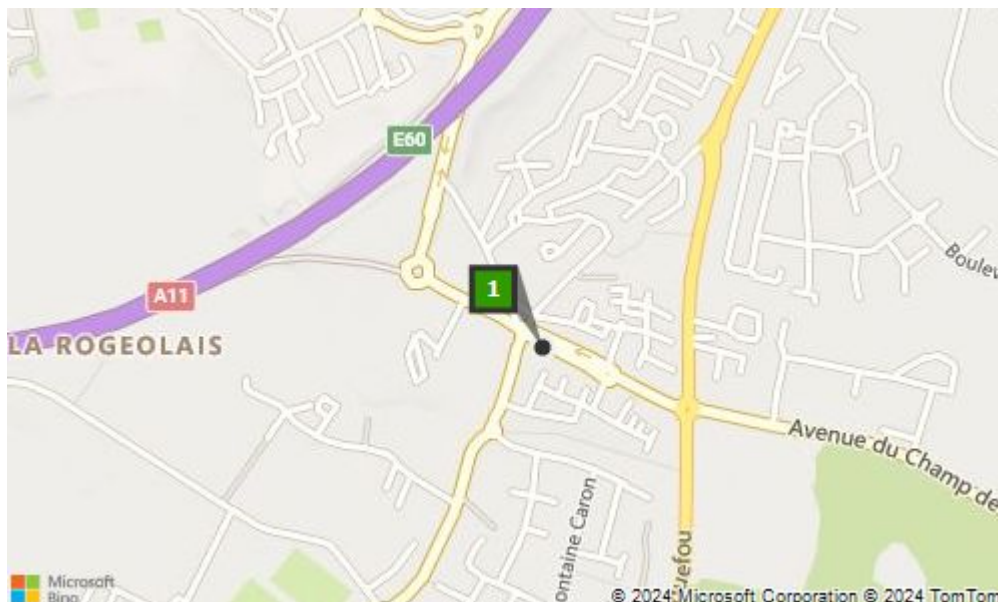 E60
A11
1
LA ROGEOLAIS
Boulev
Avenue du Champ de
ontaine Caron
refou
Microsoft
Bing
© 2024 Microsoft Corporation © 2024 TomTom